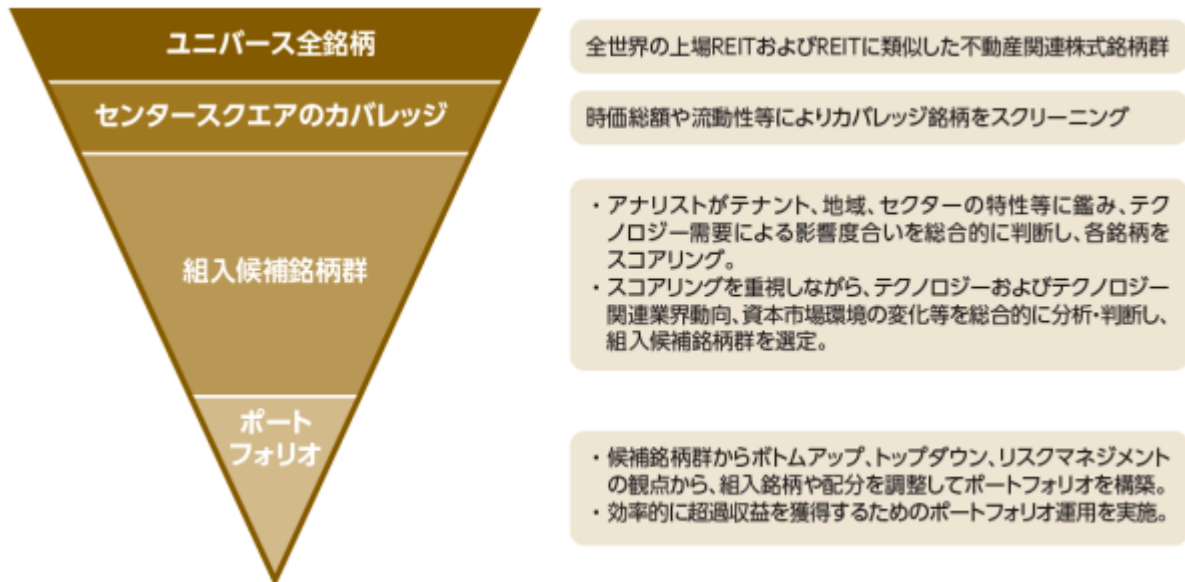 ユニバース全銘柄
全世界の上場REITおよびREITに類似した不動産関連株式銘柄群
センタースクエアのカバレッジ
時価総額や流動性等によりカバレッジ銘柄をスクリーニング
組入候補銘柄群
・アナリストがテナント、地域、セクターの特性等に鑑み、テク
ノロジー需要による影響度合いを総合的に判断し、各銘柄を
スコアリング。
・スコアリングを重視しながら、テクノロジーおよびテクノロジー
関連業界動向、資本市場環境の変化等を総合的に分析・判断し、
組入候補銘柄群を選定。
ポート
フォリオ
・候補銘柄群からボトムアップ、トップダウン、リスクマネジメント
の観点から、組入銘柄や配分を調整してポートフォリオを構築。
・効率的に超過収益を獲得するためのポートフォリオ運用を実施。